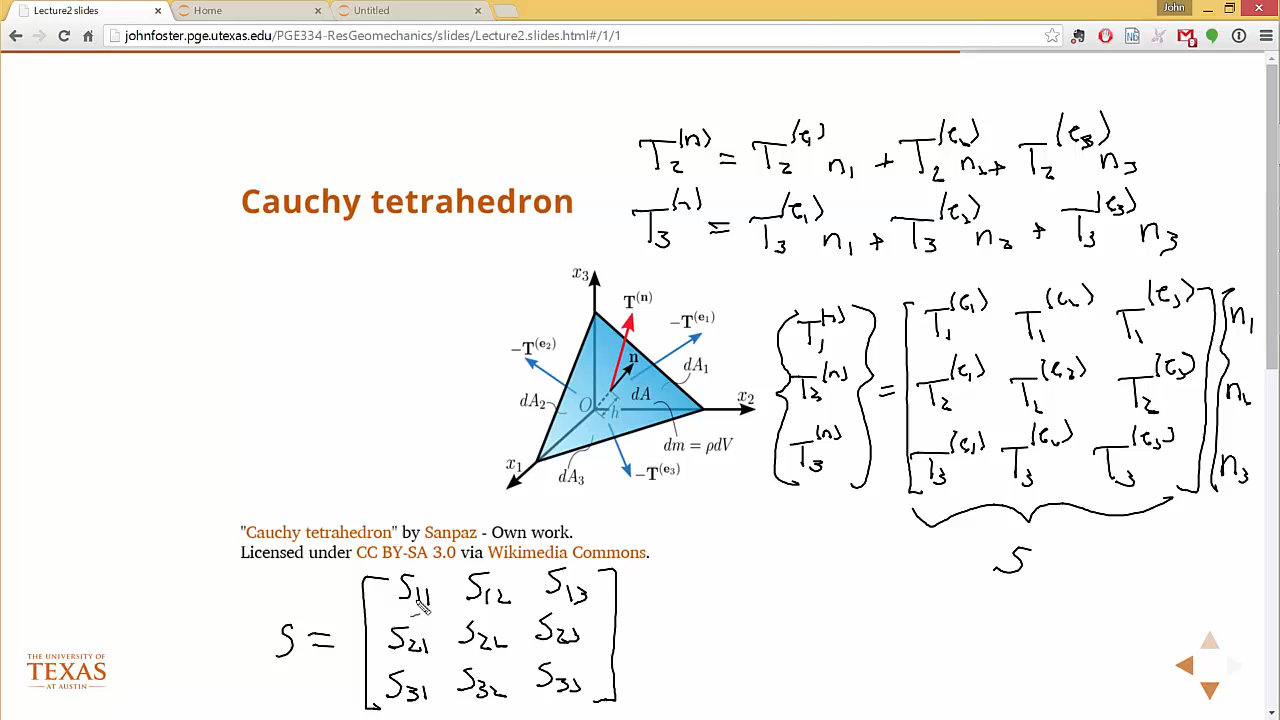 Lecture2 slides
Home
Untitled
John
johnfoster.pge.utexas.edu/PGE334-ResGeomechanics/slides/Lecture2.slides.html#/1/1
T₂⁽ⁿ⁾ = T₂⁽ᵉ¹⁾ n₁ + T₂⁽ᵉ²⁾ n₂ + T₂⁽ᵉ³⁾ n₃
Cauchy tetrahedron
T₃⁽ⁿ⁾ = T₃⁽ᵉ¹⁾ n₁ + T₃⁽ᵉ²⁾ n₂ + T₃⁽ᵉ³⁾ n₃
x₃
T⁽ⁿ⁾
−T⁽ᵉ¹⁾
−T⁽ᵉ²⁾
n
dA₁
dA
dA₂
O
h
x₂
dm = ρdV
x₁
dA₃
−T⁽ᵉ³⁾
T₁⁽ⁿ⁾ T₁⁽ᵉ¹⁾ T₁⁽ᵉ²⁾ T₁⁽ᵉ³⁾ n₁
T₃⁽ⁿ⁾ = T₂⁽ᵉ¹⁾ T₂⁽ᵉ²⁾ T₂⁽ᵉ³⁾ n₂
T₃⁽ⁿ⁾ T₃⁽ᵉ¹⁾ T₃⁽ᵉ²⁾ T₃⁽ᵉ³⁾ n₃
S
"Cauchy tetrahedron" by Sanpaz - Own work.
Licensed under CC BY-SA 3.0 via Wikimedia Commons.
S₁₁ S₁₂ S₁₃
S = S₂₁ S₂₂ S₂₃
S₃₁ S₃₂ S₃₃
THE UNIVERSITY OF
TEXAS
AT AUSTIN